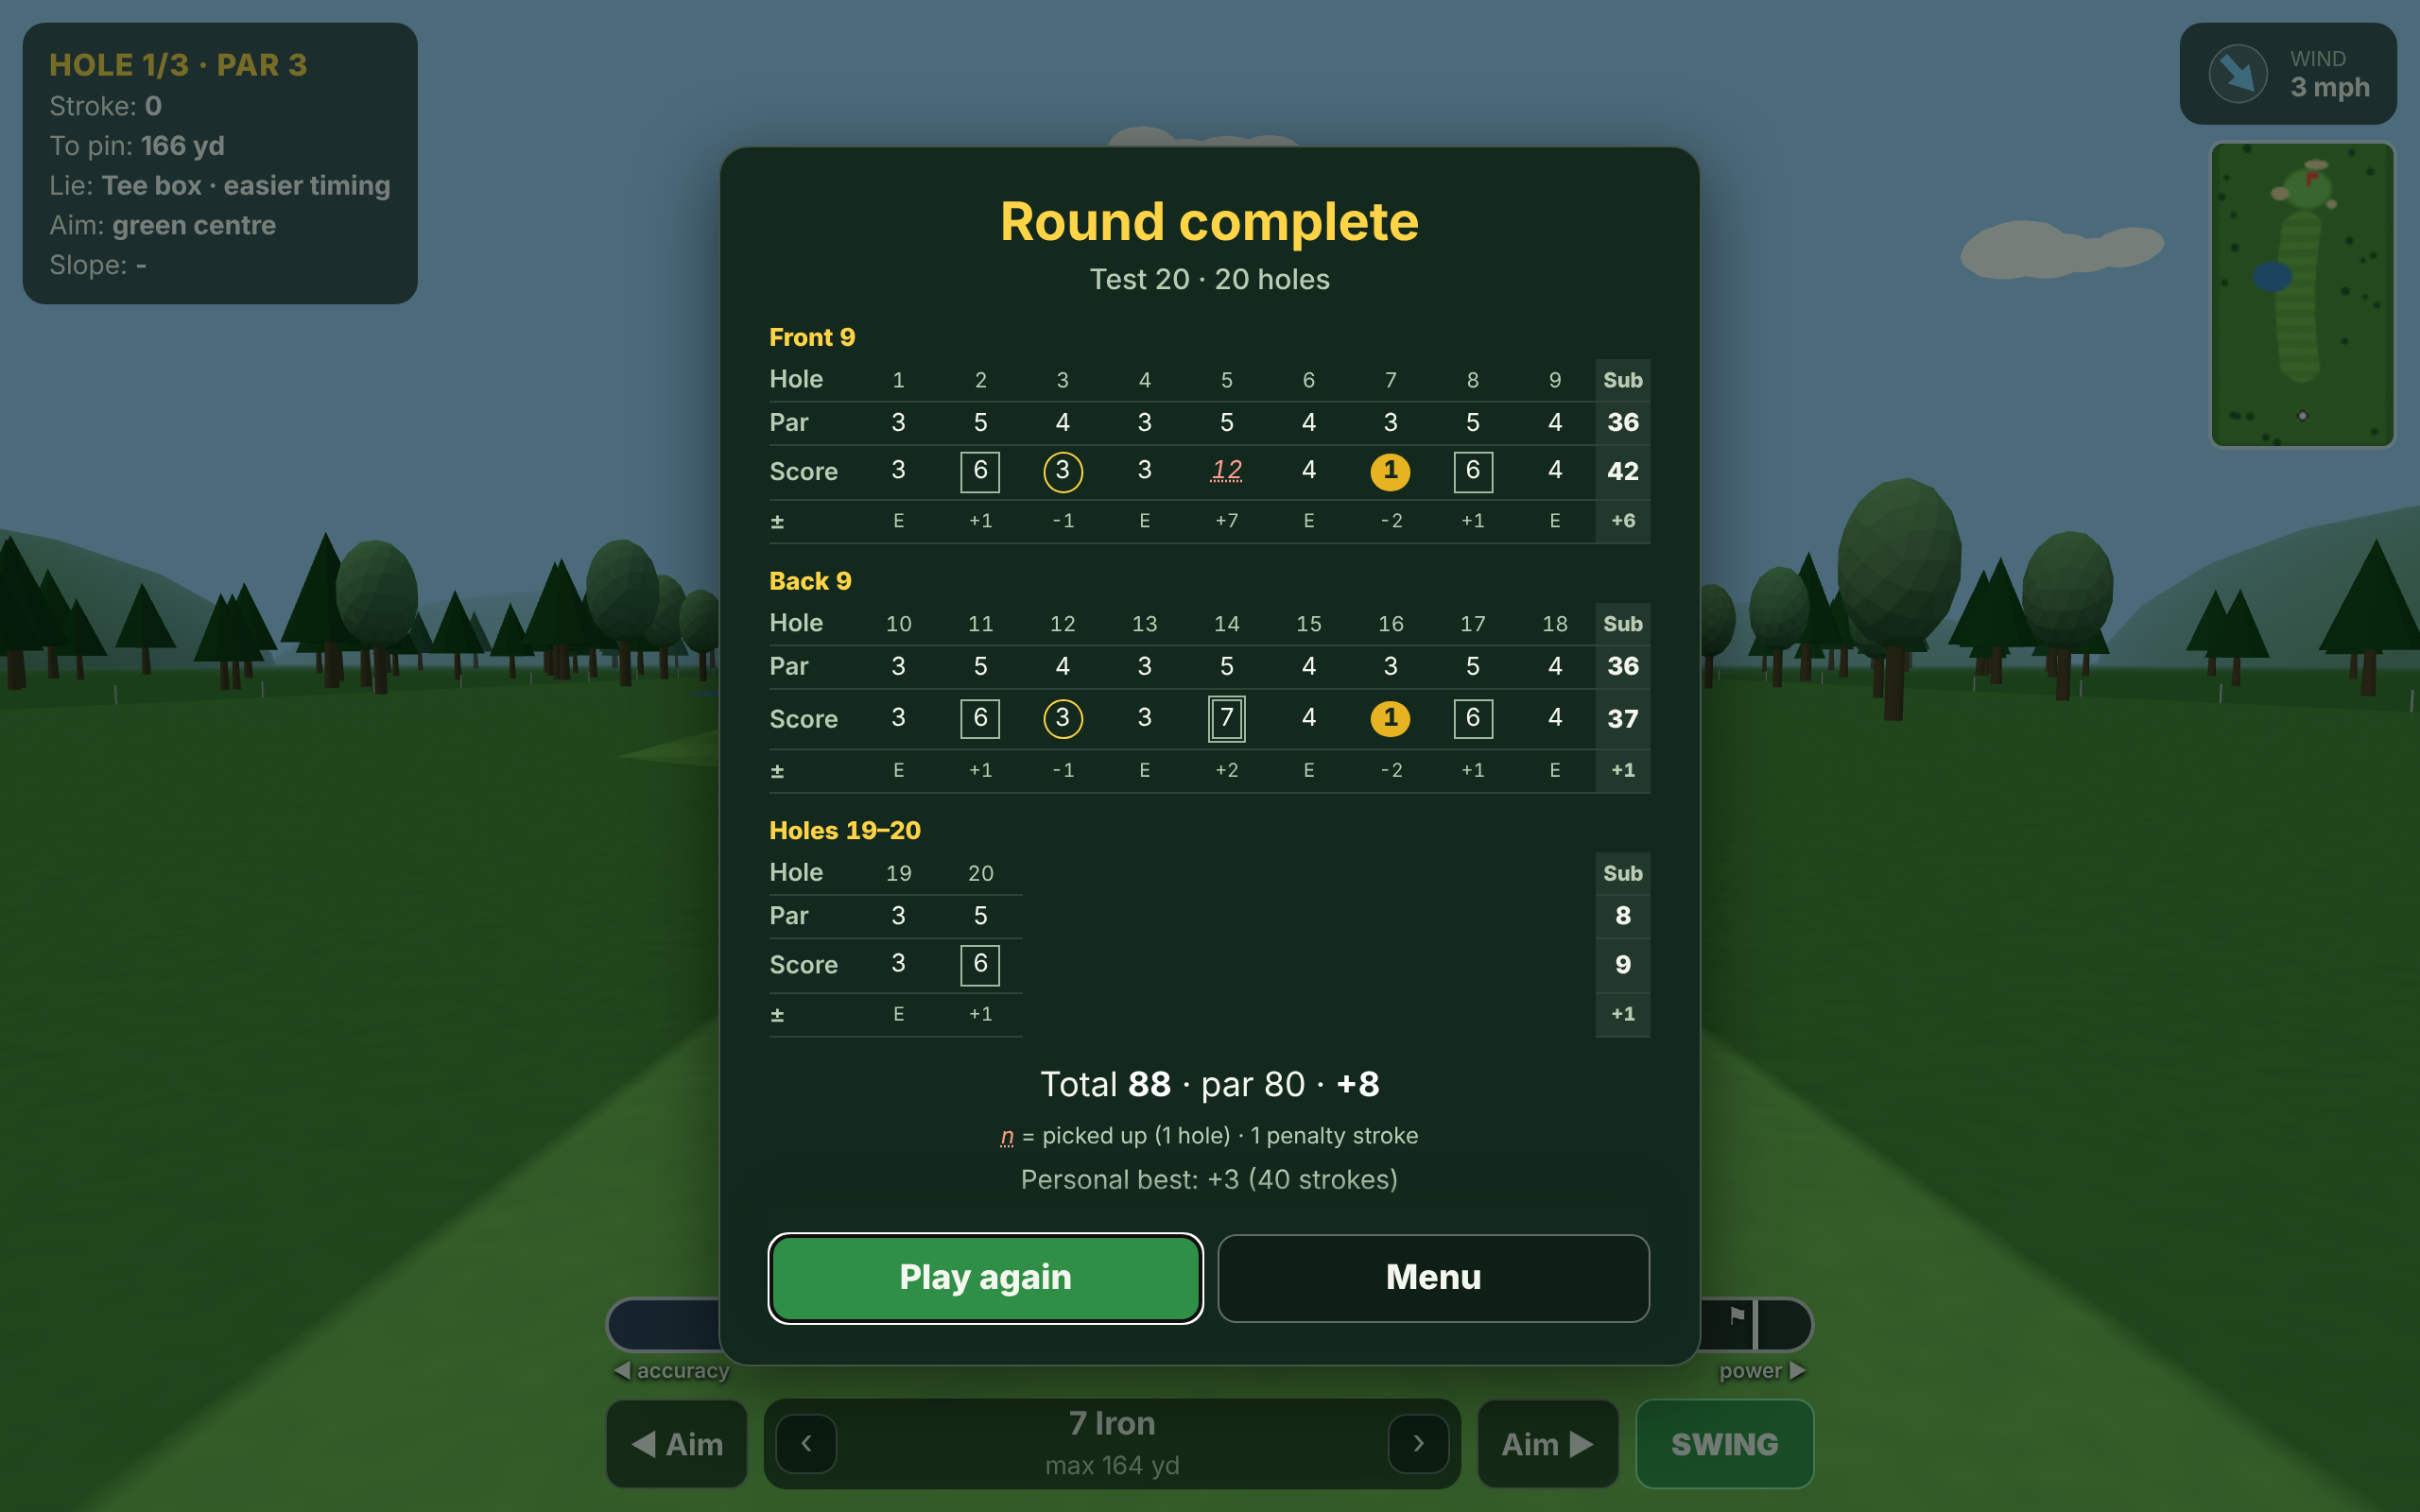 HOLE 1/3 · PAR 3
Stroke: 0
To pin: 166 yd
Lie: Tee box · easier timing
Aim: green centre
Slope: -
WIND
3 mph
Round complete
Test 20 · 20 holes
Front 9
Hole 1 2 3 4 5 6 7 8 9 Sub
Par 3 5 4 3 5 4 3 5 4 36
Score 3 6 3 3 12 4 1 6 4 42
± E +1 -1 E +7 E -2 +1 E +6
Back 9
Hole 10 11 12 13 14 15 16 17 18 Sub
Par 3 5 4 3 5 4 3 5 4 36
Score 3 6 3 3 7 4 1 6 4 37
± E +1 -1 E +2 E -2 +1 E +1
Holes 19–20
Hole 19 20 Sub
Par 3 5 8
Score 3 6 9
± E +1 +1
Total 88 · par 80 · +8
n = picked up (1 hole) · 1 penalty stroke
Personal best: +3 (40 strokes)
Play again Menu
◀ accuracy power ▶
◀ Aim ‹ 7 Iron › Aim ▶ SWING
max 164 yd